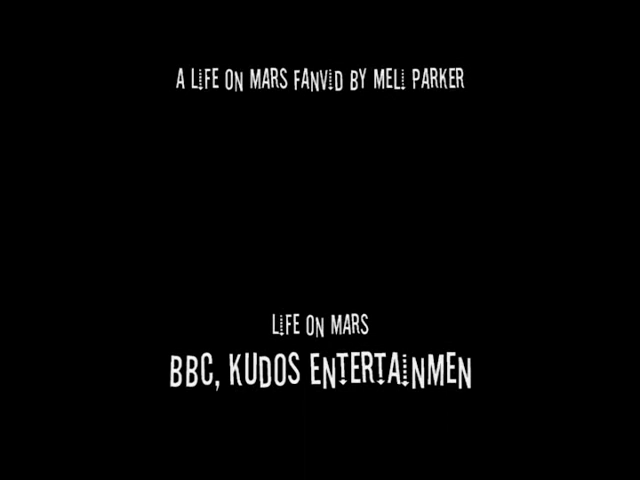 A LIFE ON MARS FANVID BY MELI PARKER
LIFE ON MARS
BBC, KUDOS ENTERTAINMEN